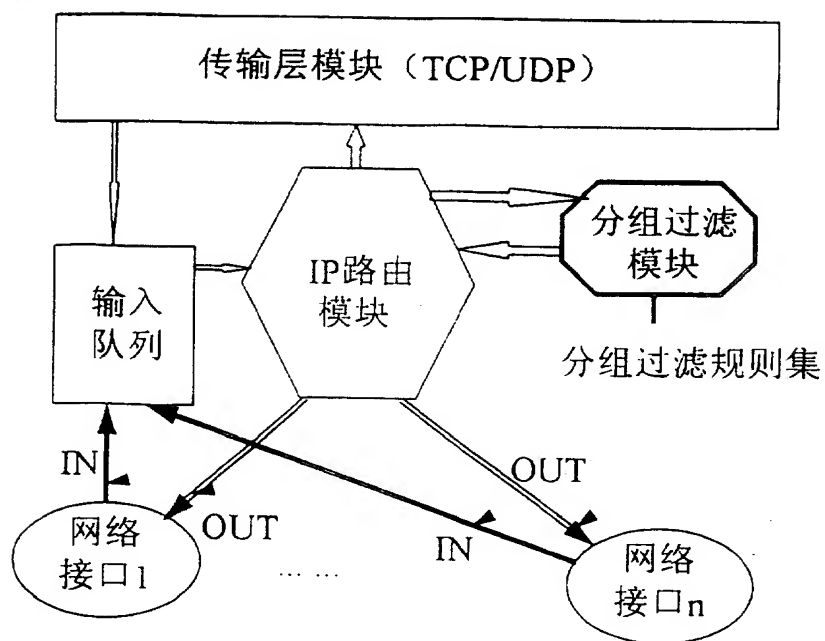 传输层模块（TCP/UDP）
分组过滤
模块
IP路由
模块
输入
队列
分组过滤规则集
IN
OUT
OUT
IN
网络
接口1
... ...
网络
接口n